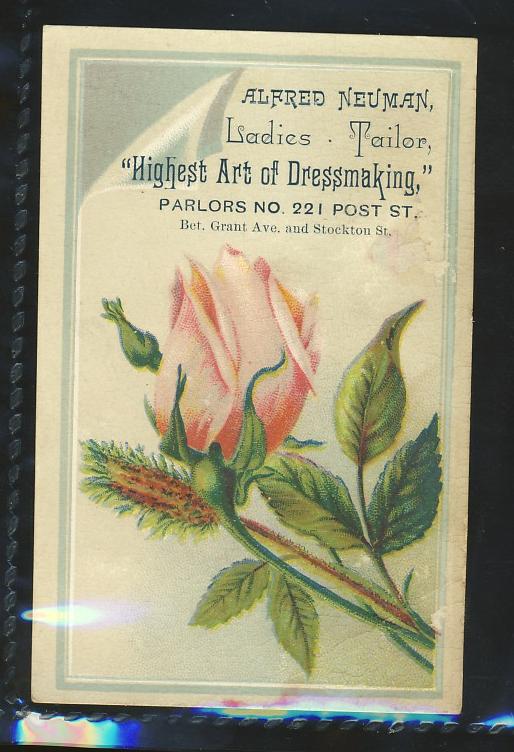 ALFRED NEUMAN,
Ladies · Tailor,
“Highest Art of Dressmaking,”
PARLORS NO. 221 POST ST.
Bet. Grant Ave. and Stockton St.